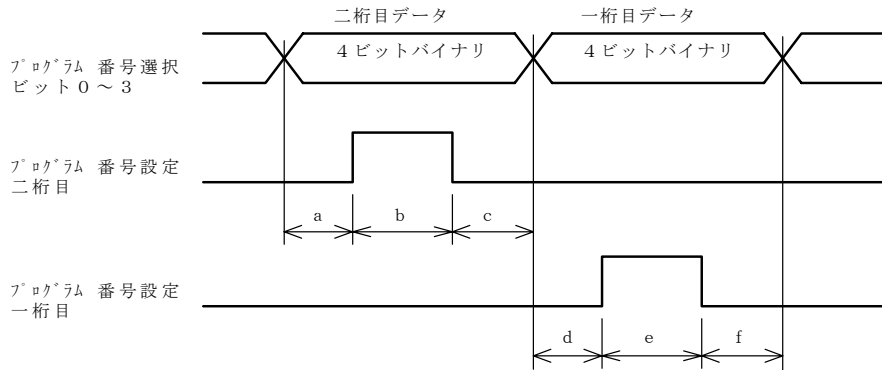 二桁目データ
一桁目データ
4ビットバイナリ
4ビットバイナリ
ﾌﾟﾛｸﾞﾗﾑ 番号選択
ビット0～3
ﾌﾟﾛｸﾞﾗﾑ 番号設定
二桁目
a
b
c
ﾌﾟﾛｸﾞﾗﾑ 番号設定
一桁目
d
e
f